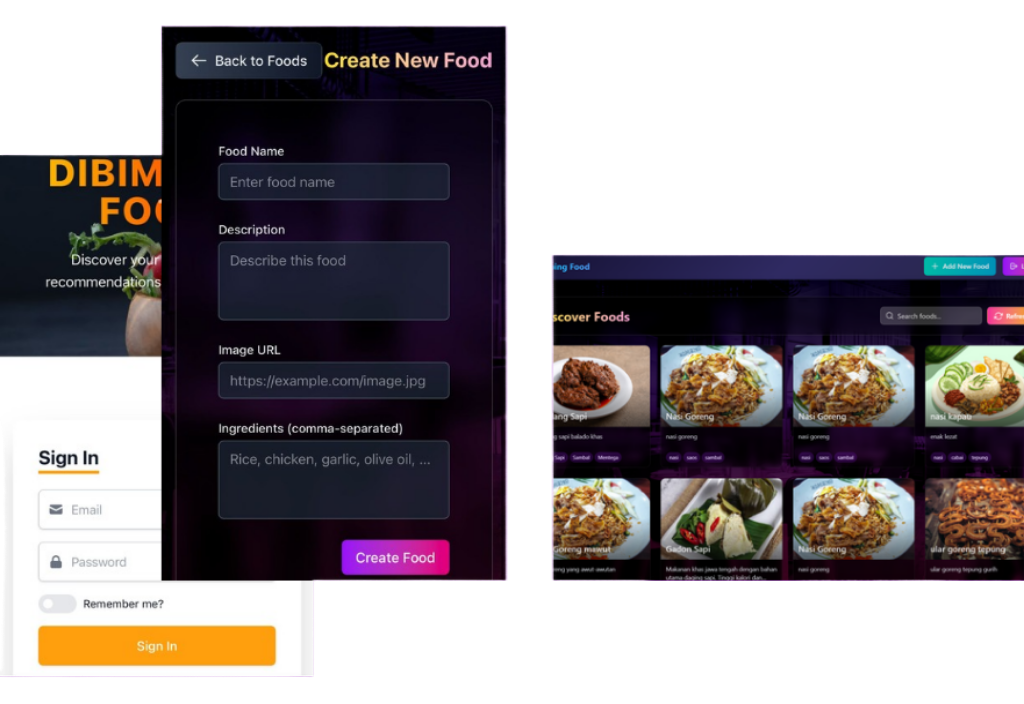 Back to Foods
Create New Food
Food Name
Enter food name
Description
Describe this food
Image URL
https://example.com/image.jpg
Ingredients (comma-separated)
Rice, chicken, garlic, olive oil, ...
Create Food
DIBIM
FO
Discover your
recommendations
Sign In
Email
Password
Remember me?
Sign In
ing Food
Add New Food
scover Foods
Search foods..
Refres
ang Sapi
g sapi balado khas
Sapi Sambal Mentega
Nasi Goreng
nasi goreng
nasi saos sambal
Nasi Goreng
nasi goreng
nasi saos sambal
nasi kapau
enak lezat
nasi cabai tepung
Goreng mawut
eng yang awut-awutan
Gadon Sapi
Makanan khas jawa tengah dengan bahan
utama daging sapi. Tinggi kalori dan...
Nasi Goreng
nasi goreng
ular goreng tepung
ular goreng tepung gurih